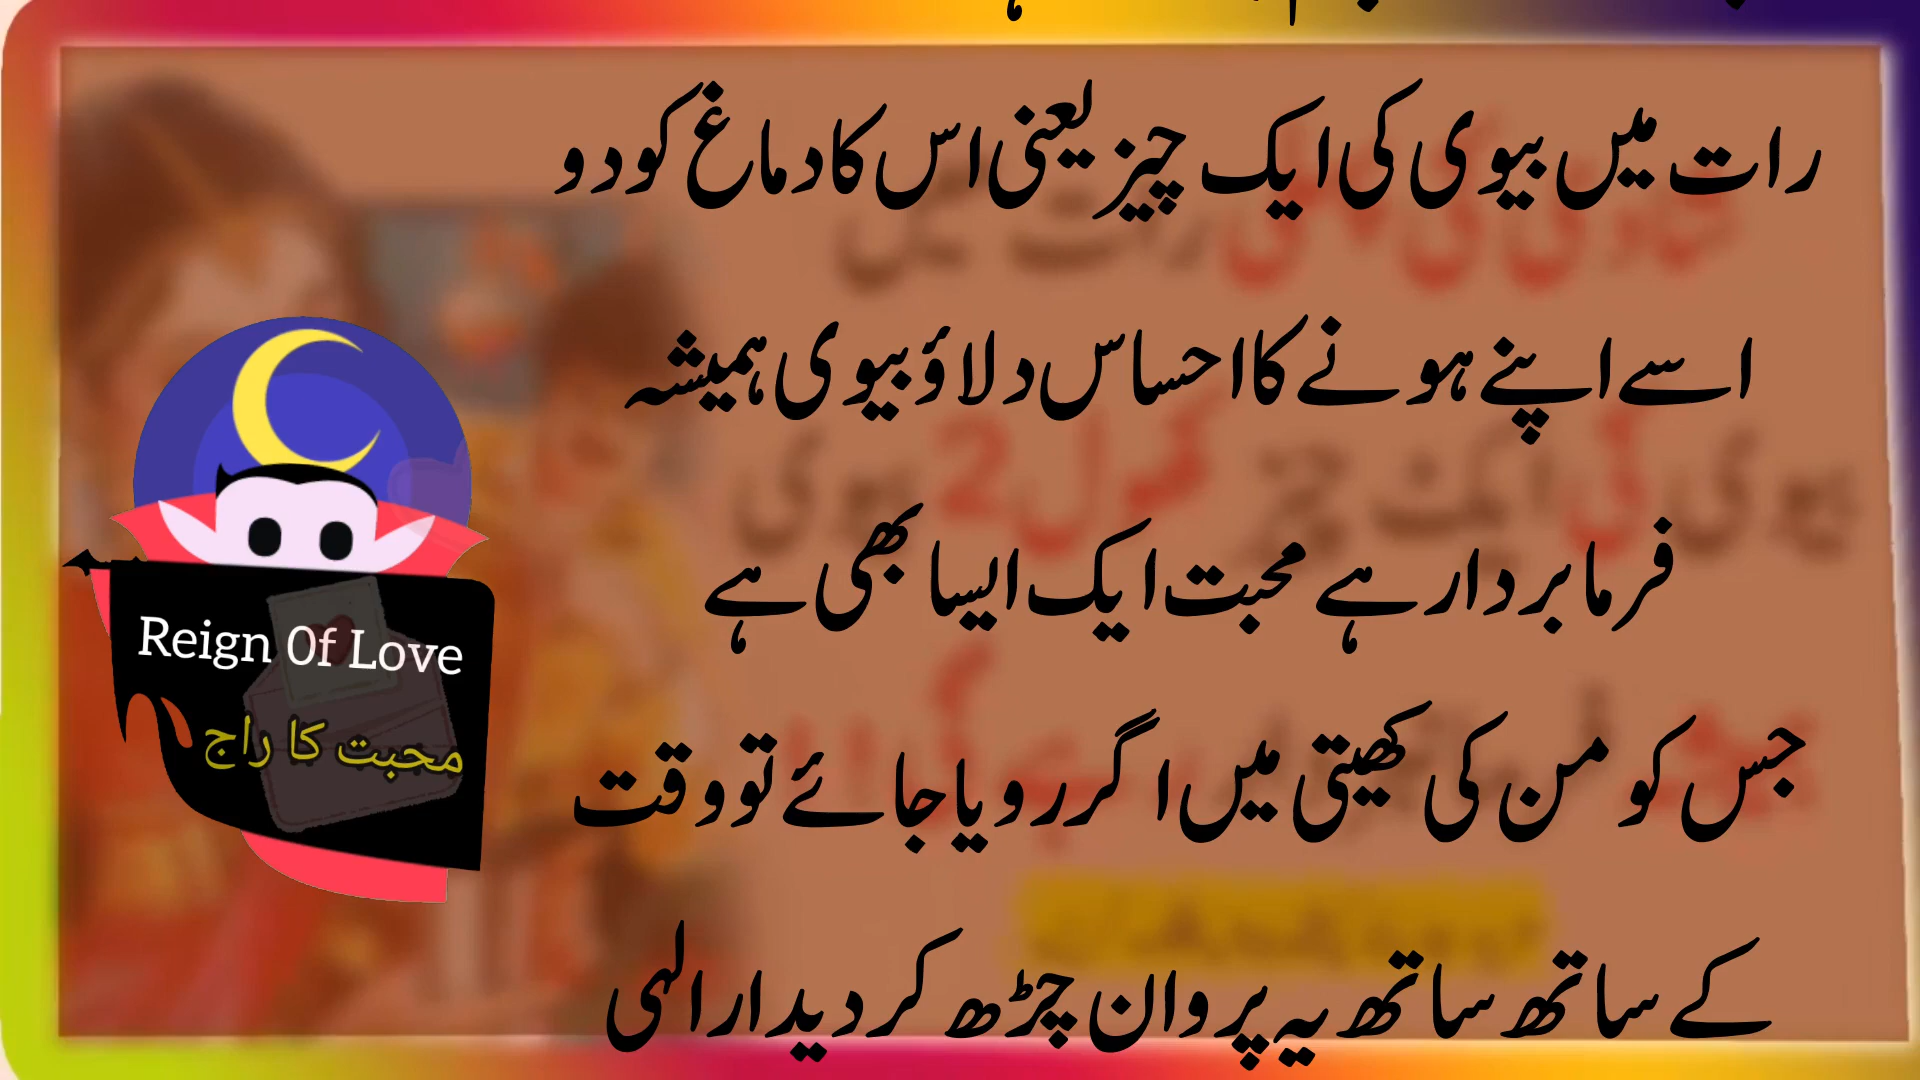 رات میں بیوی کی ایک چیز یعنی اس کا دماغ کو دو
اسے اپنے ہونے کا احساس دلاؤ بیوی ہمیشہ
فرمابردار ہے محبت ایک ایسا بھی ہے
جس کو من کی کھیتی میں اگر رویا جائے تو وقت
کے ساتھ ساتھ یہ پروان چڑھ کر دیدار الہی
Reign Of Love
محبت کا راج